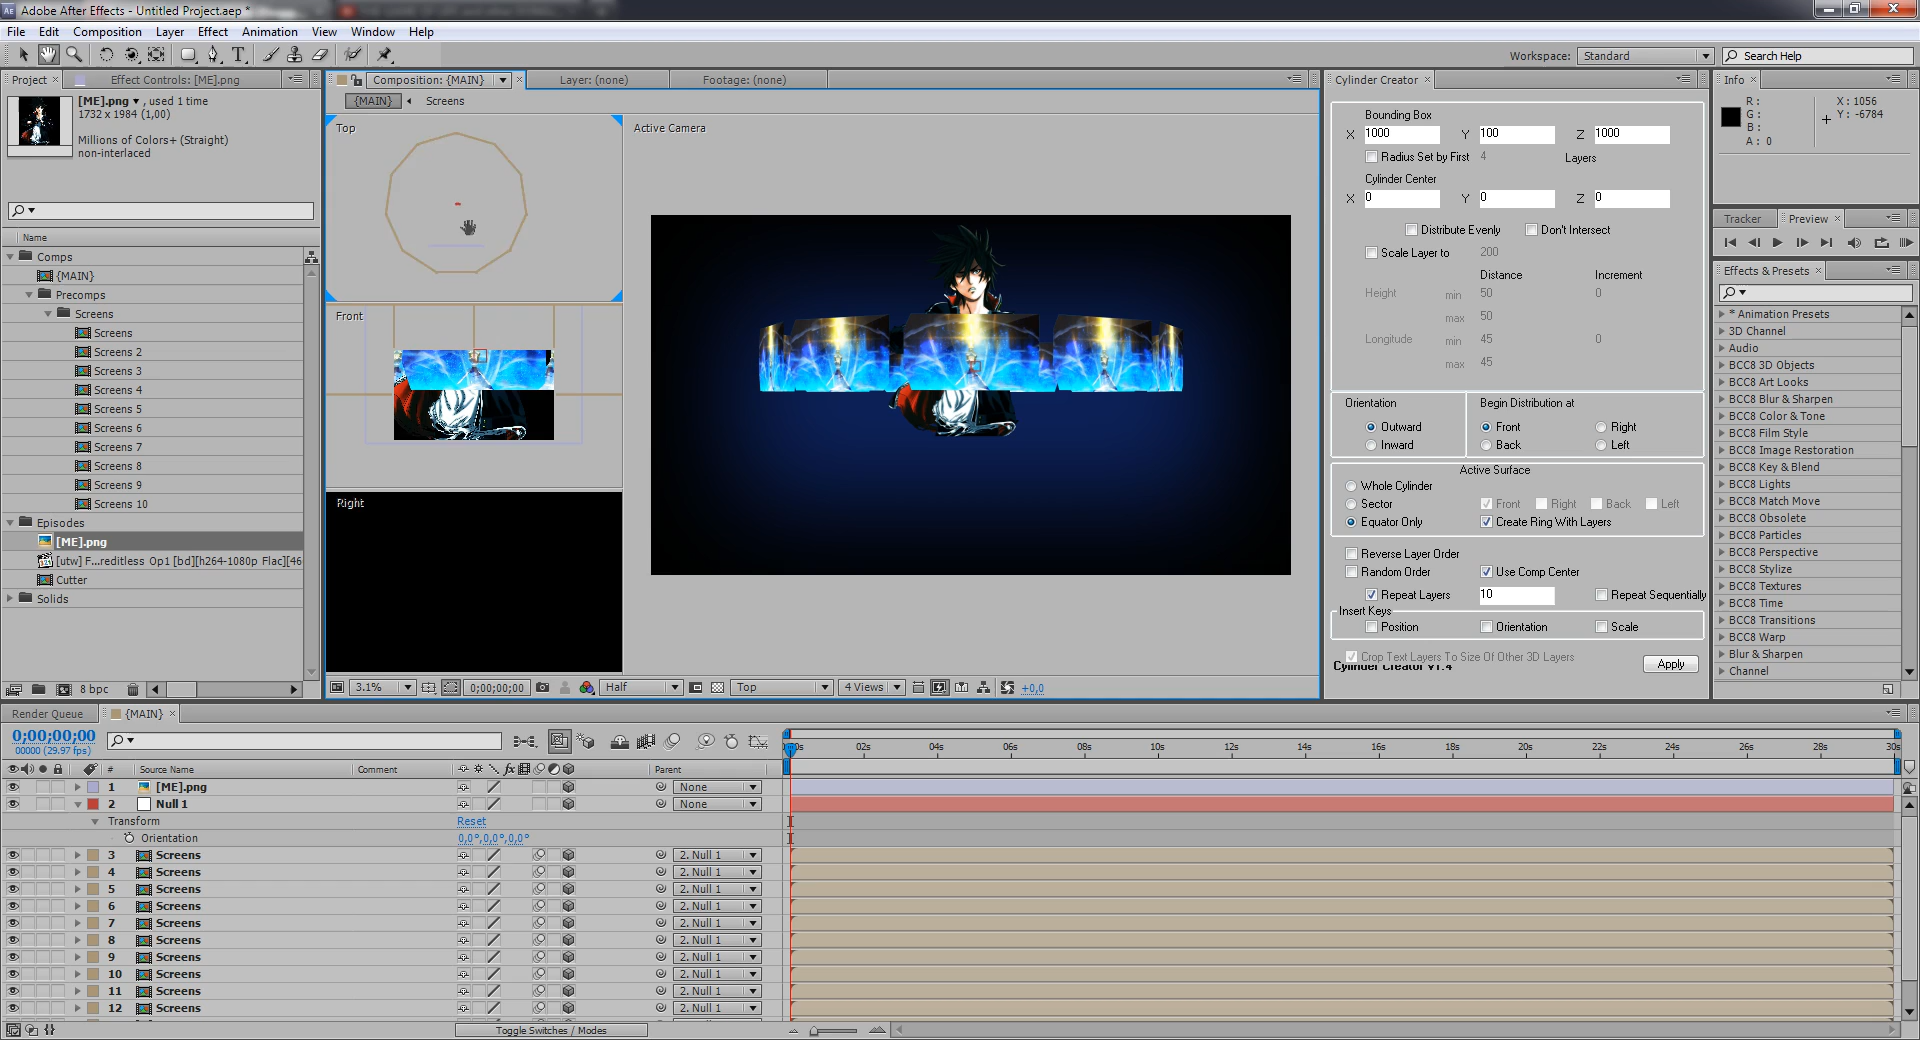 Adobe After Effects - Untitled Project.aep *
File Edit Composition Layer Effect Animation View Window Help
Workspace: Standard Search Help
Project Effect Controls: [ME].png
[ME].png , used 1 time
1732 x 1984 (1,00)
Millions of Colors+ (Straight)
non-interlaced
Name
Comps
{MAIN}
Precomps
Screens
Screens
Screens 2
Screens 3
Screens 4
Screens 5
Screens 6
Screens 7
Screens 8
Screens 9
Screens 10
Episodes
[ME].png
[utw] F...reditless Op1 [bd][h264-1080p Flac][46
Cutter
Solids
8 bpc
Composition: {MAIN} Layer: (none) Footage: (none)
{MAIN} Screens
Top
Active Camera
Front
Right
3.1% 0;00;00;00 Half Top 4 Views +0,0
Cylinder Creator
Bounding Box
X 1000 Y 100 Z 1000
Radius Set by First 4 Layers
Cylinder Center
X 0 Y 0 Z 0
Distribute Evenly Don't Intersect
Scale Layer to 200
Distance Increment
Height min 50 0
max 50
Longitude min 45 0
max 45
Orientation Begin Distribution at
Outward Front Right
Inward Back Left
Active Surface
Whole Cylinder
Sector Front Right Back Left
Equator Only Create Ring With Layers
Reverse Layer Order
Random Order Use Comp Center
Repeat Layers 10 Repeat Sequentially
Insert Keys
Position Orientation Scale
Crop Text Layers To Size Of Other 3D Layers
Cylinder Creator v1.4 Apply
Info
R : X : 1056
G : Y : -6784
B :
A : 0
Tracker Preview
Effects & Presets
* Animation Presets
3D Channel
Audio
BCC8 3D Objects
BCC8 Art Looks
BCC8 Blur & Sharpen
BCC8 Color & Tone
BCC8 Film Style
BCC8 Image Restoration
BCC8 Key & Blend
BCC8 Lights
BCC8 Match Move
BCC8 Obsolete
BCC8 Particles
BCC8 Perspective
BCC8 Stylize
BCC8 Textures
BCC8 Time
BCC8 Transitions
BCC8 Warp
Blur & Sharpen
Channel
Render Queue {MAIN}
0;00;00;00
00000 (29.97 fps)
02s 04s 06s 08s 10s 12s 14s 16s 18s 20s 22s 24s 26s 28s 30s
# Source Name Comment fx Parent
1 [ME].png None
2 Null 1 None
Transform Reset
Orientation 0,0°,0,0°,0,0°
3 Screens 2. Null 1
4 Screens 2. Null 1
5 Screens 2. Null 1
6 Screens 2. Null 1
7 Screens 2. Null 1
8 Screens 2. Null 1
9 Screens 2. Null 1
10 Screens 2. Null 1
11 Screens 2. Null 1
12 Screens 2. Null 1
Toggle Switches / Modes